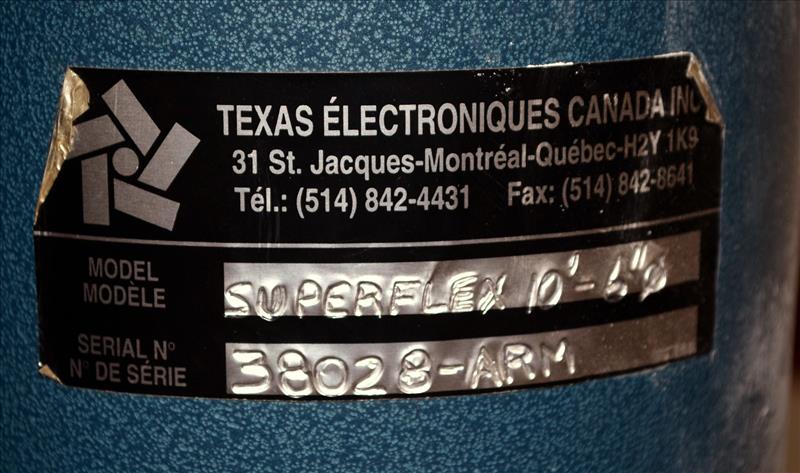 TEXAS ÉLECTRONIQUES CANADA INC
31 St. Jacques-Montréal-Québec-H2Y 1K9
Tél.: (514) 842-4431 Fax: (514) 842-8641
MODEL
MODÈLE
SUPERFLEX 10'-6"Ø
SERIAL N°
N° DE SÉRIE
38028-ARM